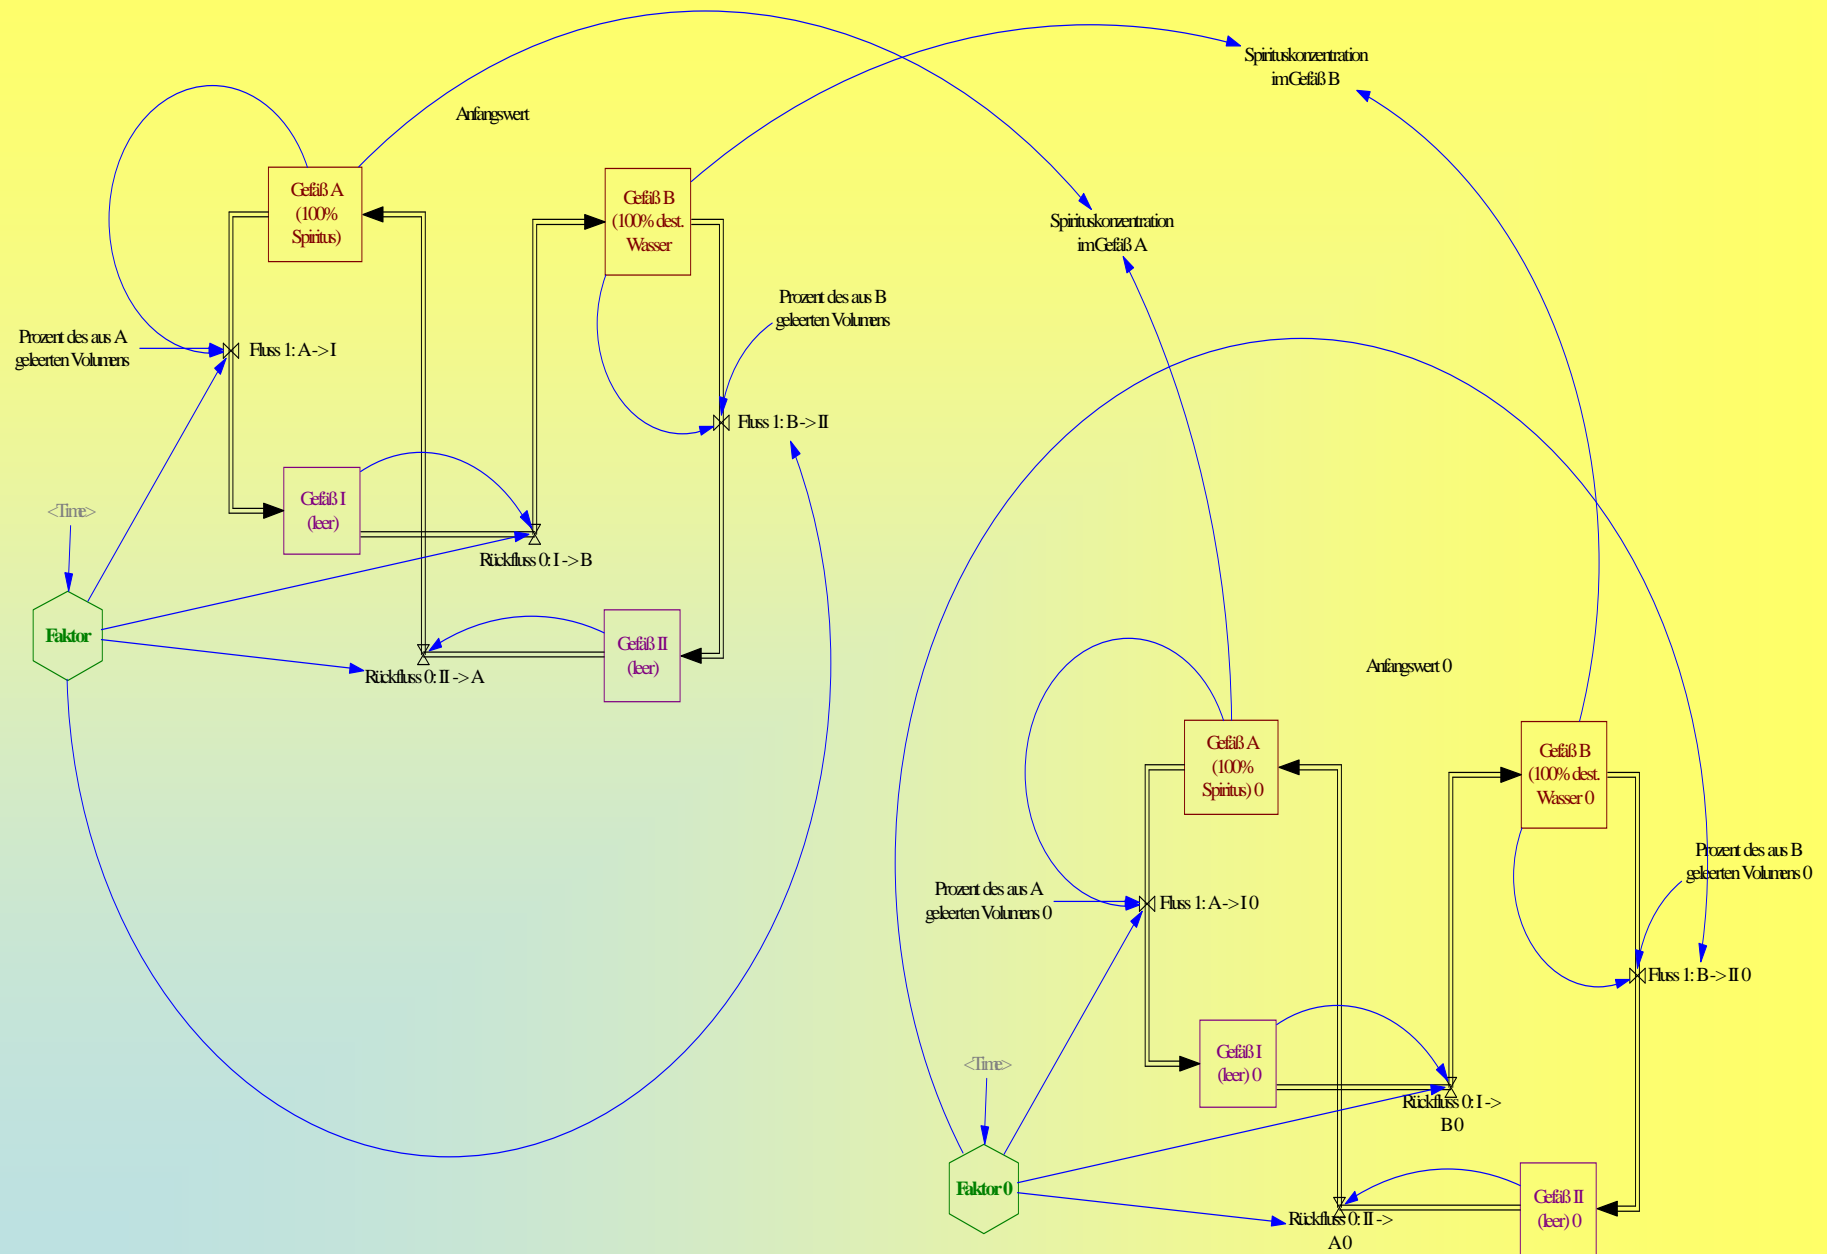 Spirituskonzentration
im Gefäß B
Anfangswert
Gefäß A
(100%
Spiritus)
Gefäß B
(100% dest.
Wasser
Spirituskonzentration
im Gefäß A
Prozent des aus B
geleerten Volumens
Prozent des aus A
geleerten Volumens
Fluss 1: A -> I
Fluss 1: B -> II
Gefäß I
(leer)
<Time>
Rückfluss 0: I -> B
Faktor
Gefäß II
(leer)
Rückfluss 0: II -> A
Anfangswert 0
Gefäß A
(100%
Spiritus) 0
Gefäß B
(100% dest.
Wasser 0
Prozent des aus B
geleerten Volumens 0
Prozent des aus A
geleerten Volumens 0
Fluss 1: A -> I 0
Fluss 1: B -> II 0
Gefäß I
(leer) 0
<Time>
Rückfluss 0: I ->
B 0
Faktor 0
Gefäß II
(leer) 0
Rückfluss 0: II ->
A 0